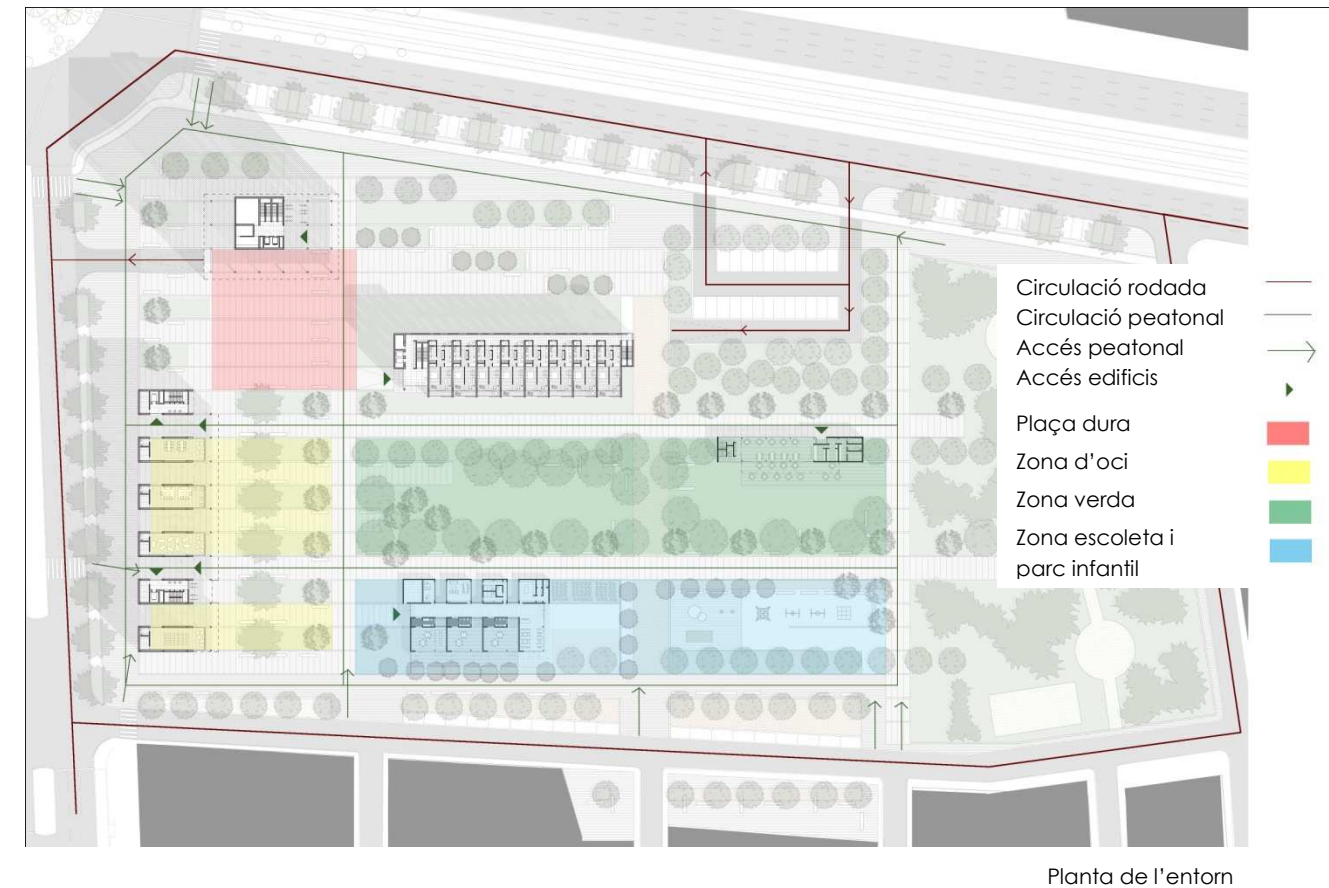 Circulació rodada
Circulació peatonal
Accés peatonal
Accés edificis
Plaça dura
Zona d'oci
Zona verda
Zona escoleta i
parc infantil
Planta de l'entorn